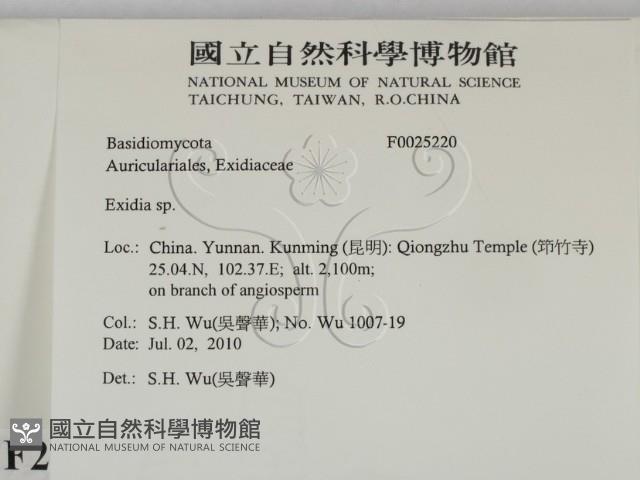 國立自然科學博物館
NATIONAL MUSEUM OF NATURAL SCIENCE
TAICHUNG, TAIWAN, R.O.CHINA
Basidiomycota F0025220
Auriculariales, Exidiaceae
Exidia sp.
Loc.: China. Yunnan. Kunming (昆明): Qiongzhu Temple (筇竹寺)
25.04.N, 102.37.E; alt. 2,100m;
on branch of angiosperm
Col.: S.H. Wu(吳聲華); No. Wu 1007-19
Date: Jul. 02, 2010
Det.: S.H. Wu(吳聲華)
國立自然科學博物館
NATIONAL MUSEUM OF NATURAL SCIENCE
F2